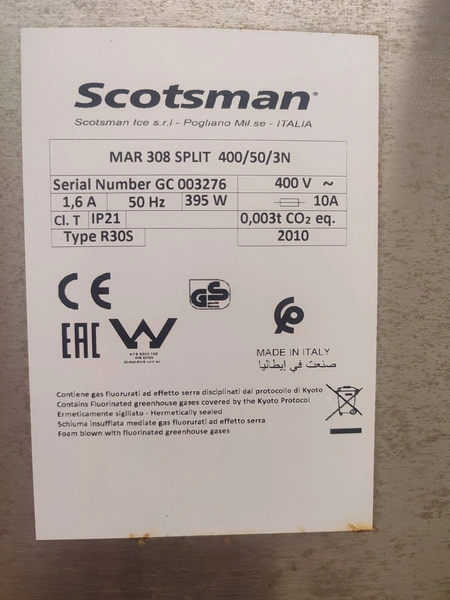 Scotsman®
Scotsman Ice s.r.l - Pogliano Mil.se - ITALIA
MAR 308 SPLIT 400/50/3N
Serial Number GC 003276 400 V ~
1,6 A 50 Hz 395 W 10A
Cl. T IP21 0,003t CO₂ eq.
Type R30S 2010
CE
GS
EAC
MADE IN ITALY
صنعت في إيطاليا
Contiene gas fluorurati ad effetto serra disciplinati dal protocollo di Kyoto
Contains Fluorinated greenhouse gases covered by the Kyoto Protocol
Ermeticamente sigillato - Hermetically sealed
Schiuma insufflata mediate gas fluorurati ad effetto serra
Foam blown with fluorinated greenhouse gases